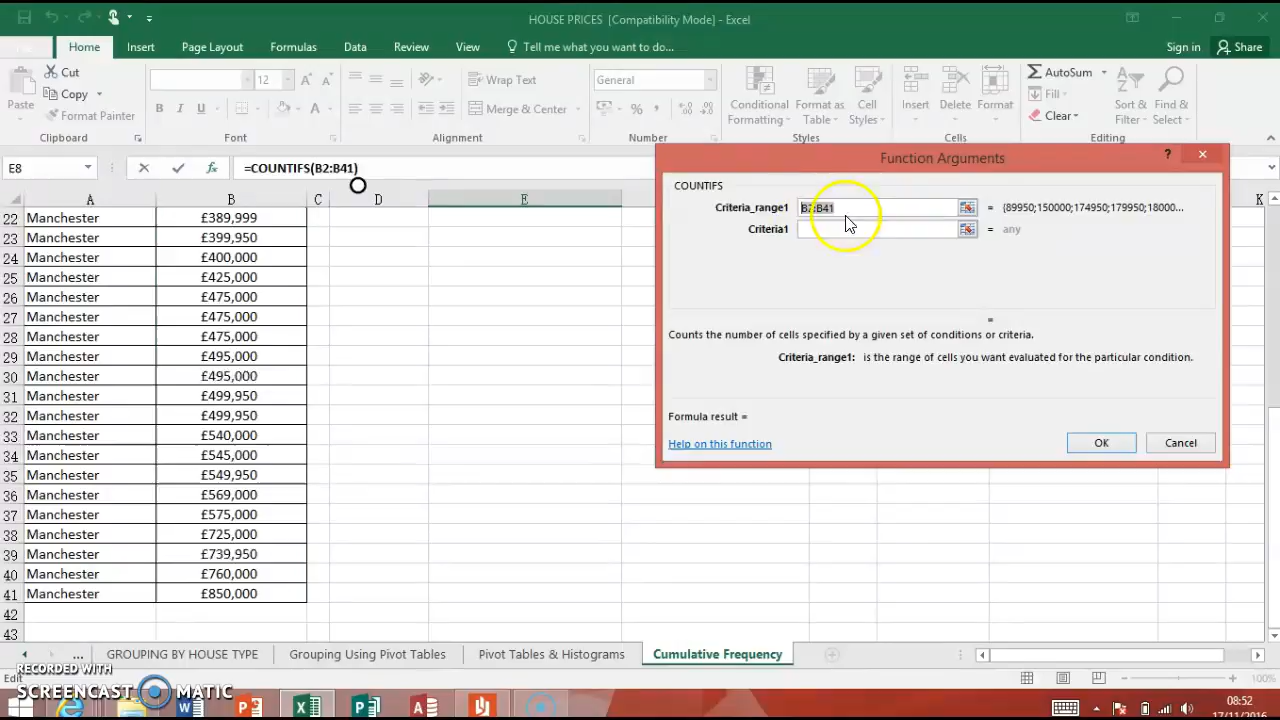 HOUSE PRICES [Compatibility Mode] - Excel
Home Insert Page Layout Formulas Data Review View Tell me what you want to do... Sign in Share
Paste Cut Copy Format Painter
12
Wrap Text
Merge & Center
General
Conditional Formatting Format as Table Cell Styles
Insert Delete Format
AutoSum Fill Clear
Sort & Filter Find & Select
Clipboard Font Alignment Number Styles Cells Editing
E8 fx =COUNTIFS(B2:B41)
A B C D E K
22 Manchester £389,999
23 Manchester £399,950
24 Manchester £400,000
25 Manchester £425,000
26 Manchester £475,000
27 Manchester £475,000
28 Manchester £475,000
29 Manchester £495,000
30 Manchester £495,000
31 Manchester £499,950
32 Manchester £499,950
33 Manchester £540,000
34 Manchester £545,000
35 Manchester £549,950
36 Manchester £569,000
37 Manchester £575,000
38 Manchester £725,000
39 Manchester £739,950
40 Manchester £760,000
41 Manchester £850,000
42
43
Function Arguments
COUNTIFS
Criteria_range1 B2:B41 = {89950;150000;174950;179950;18000...
Criteria1 = any
=
Counts the number of cells specified by a given set of conditions or criteria.
Criteria_range1: is the range of cells you want evaluated for the particular condition.
Formula result =
Help on this function
OK Cancel
... GROUPING BY HOUSE TYPE Grouping Using Pivot Tables Pivot Tables & Histograms Cumulative Frequency
Edit 100%
RECORDED WITH
SCREENCAST MATIC
08:52
17/11/2016